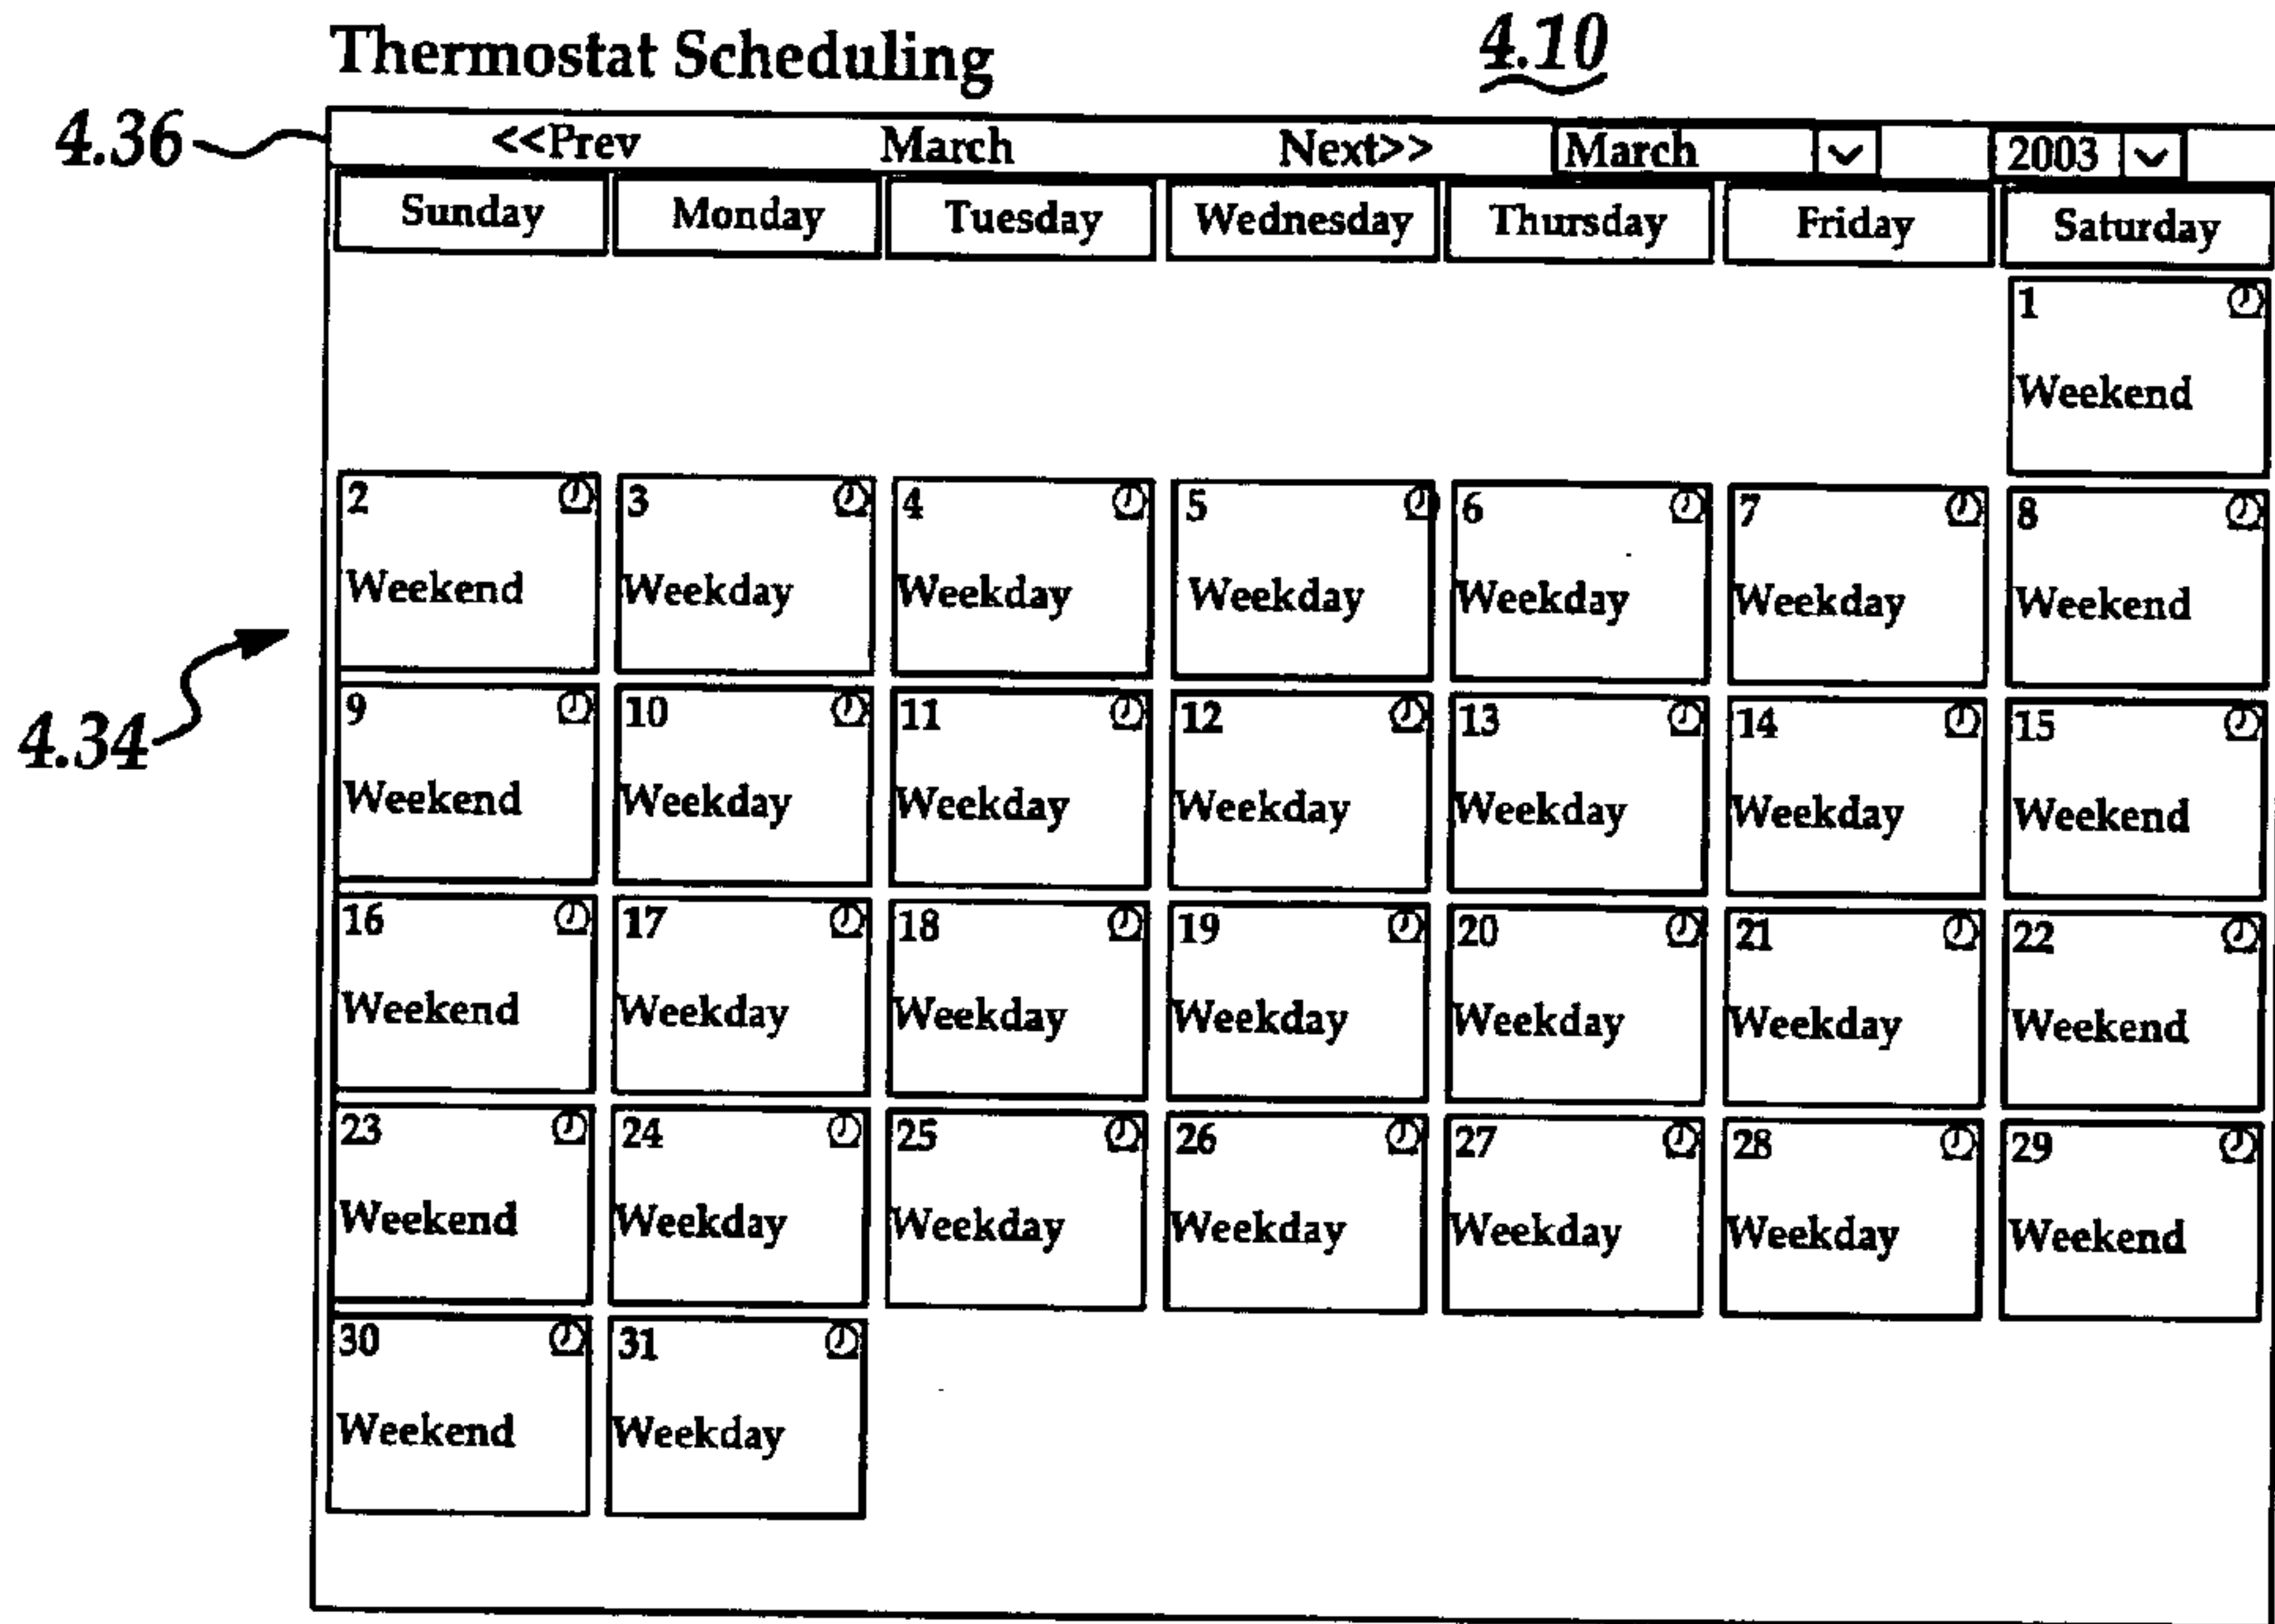 Thermostat Scheduling 4.10
4.36
<<Prev March Next>> March 2003
Sunday Monday Tuesday Wednesday Thursday Friday Saturday
1
Weekend
2 3 4 5 6 7 8
Weekend Weekday Weekday Weekday Weekday Weekday Weekend
4.34
9 10 11 12 13 14 15
Weekend Weekday Weekday Weekday Weekday Weekday Weekend
16 17 18 19 20 21 22
Weekend Weekday Weekday Weekday Weekday Weekday Weekend
23 24 25 26 27 28 29
Weekend Weekday Weekday Weekday Weekday Weekday Weekend
30 31
Weekend Weekday